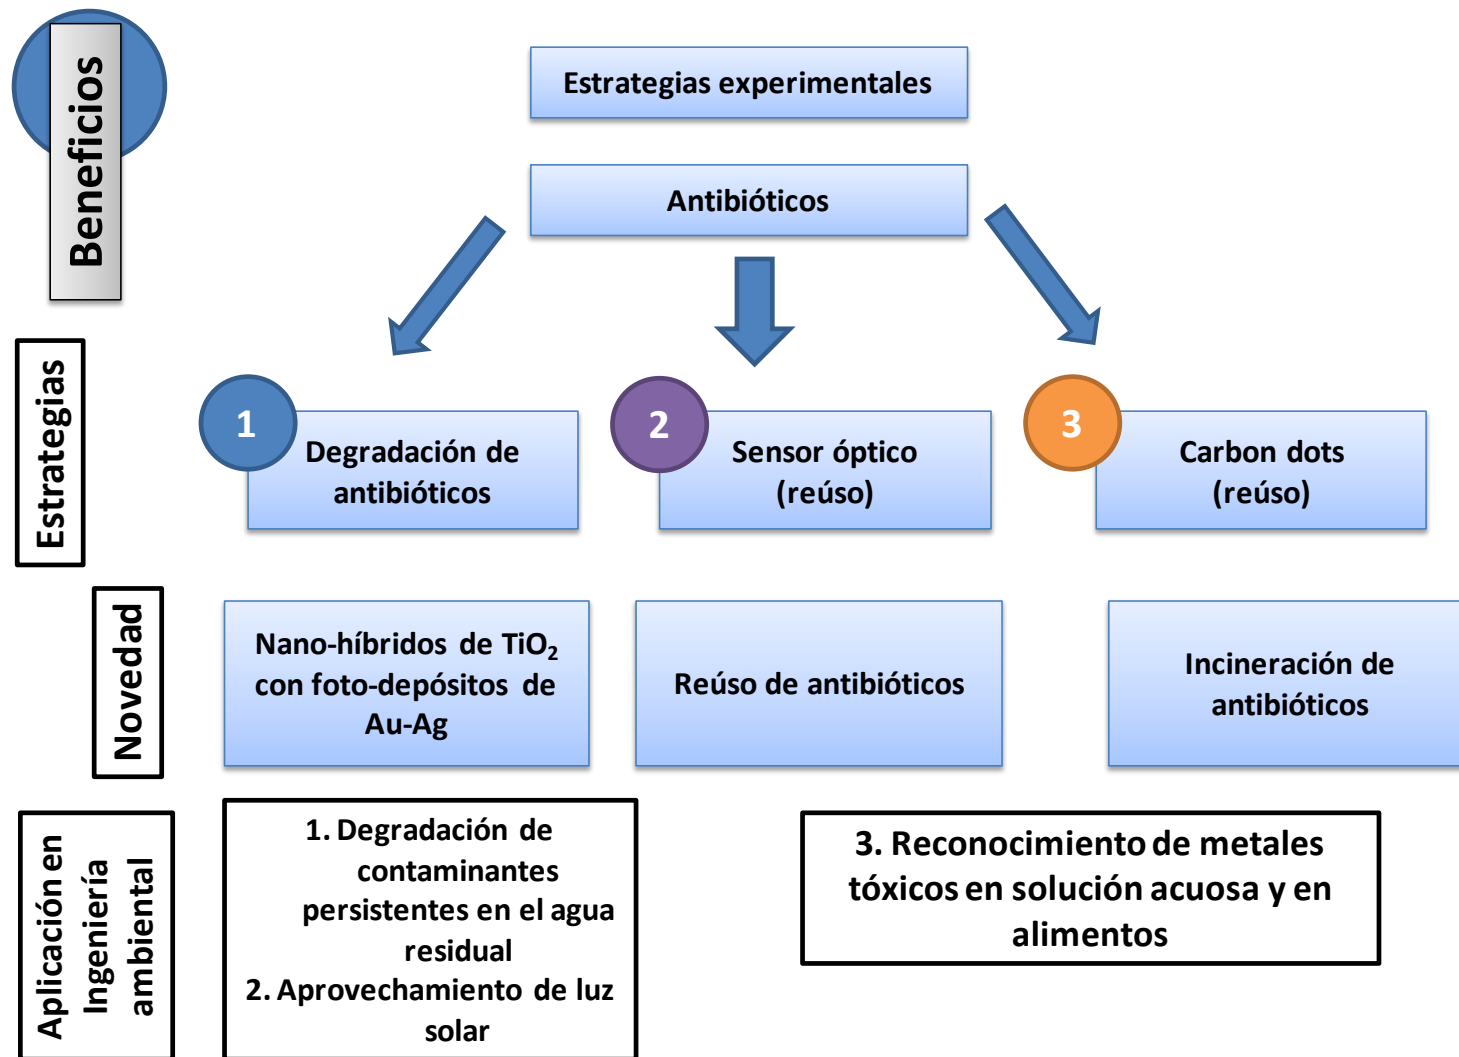 Beneficios
Estrategias experimentales
Antibióticos
Estrategias
1
Degradación de
antibióticos
2
Sensor óptico
(reúso)
3
Carbon dots
(reúso)
Novedad
Nano-híbridos de TiO₂
con foto-depósitos de
Au-Ag
Reúso de antibióticos
Incineración de
antibióticos
Aplicación en
Ingeniería
ambiental
1. Degradación de
contaminantes
persistentes en el agua
residual
2. Aprovechamiento de luz
solar
3. Reconocimiento de metales
tóxicos en solución acuosa y en
alimentos